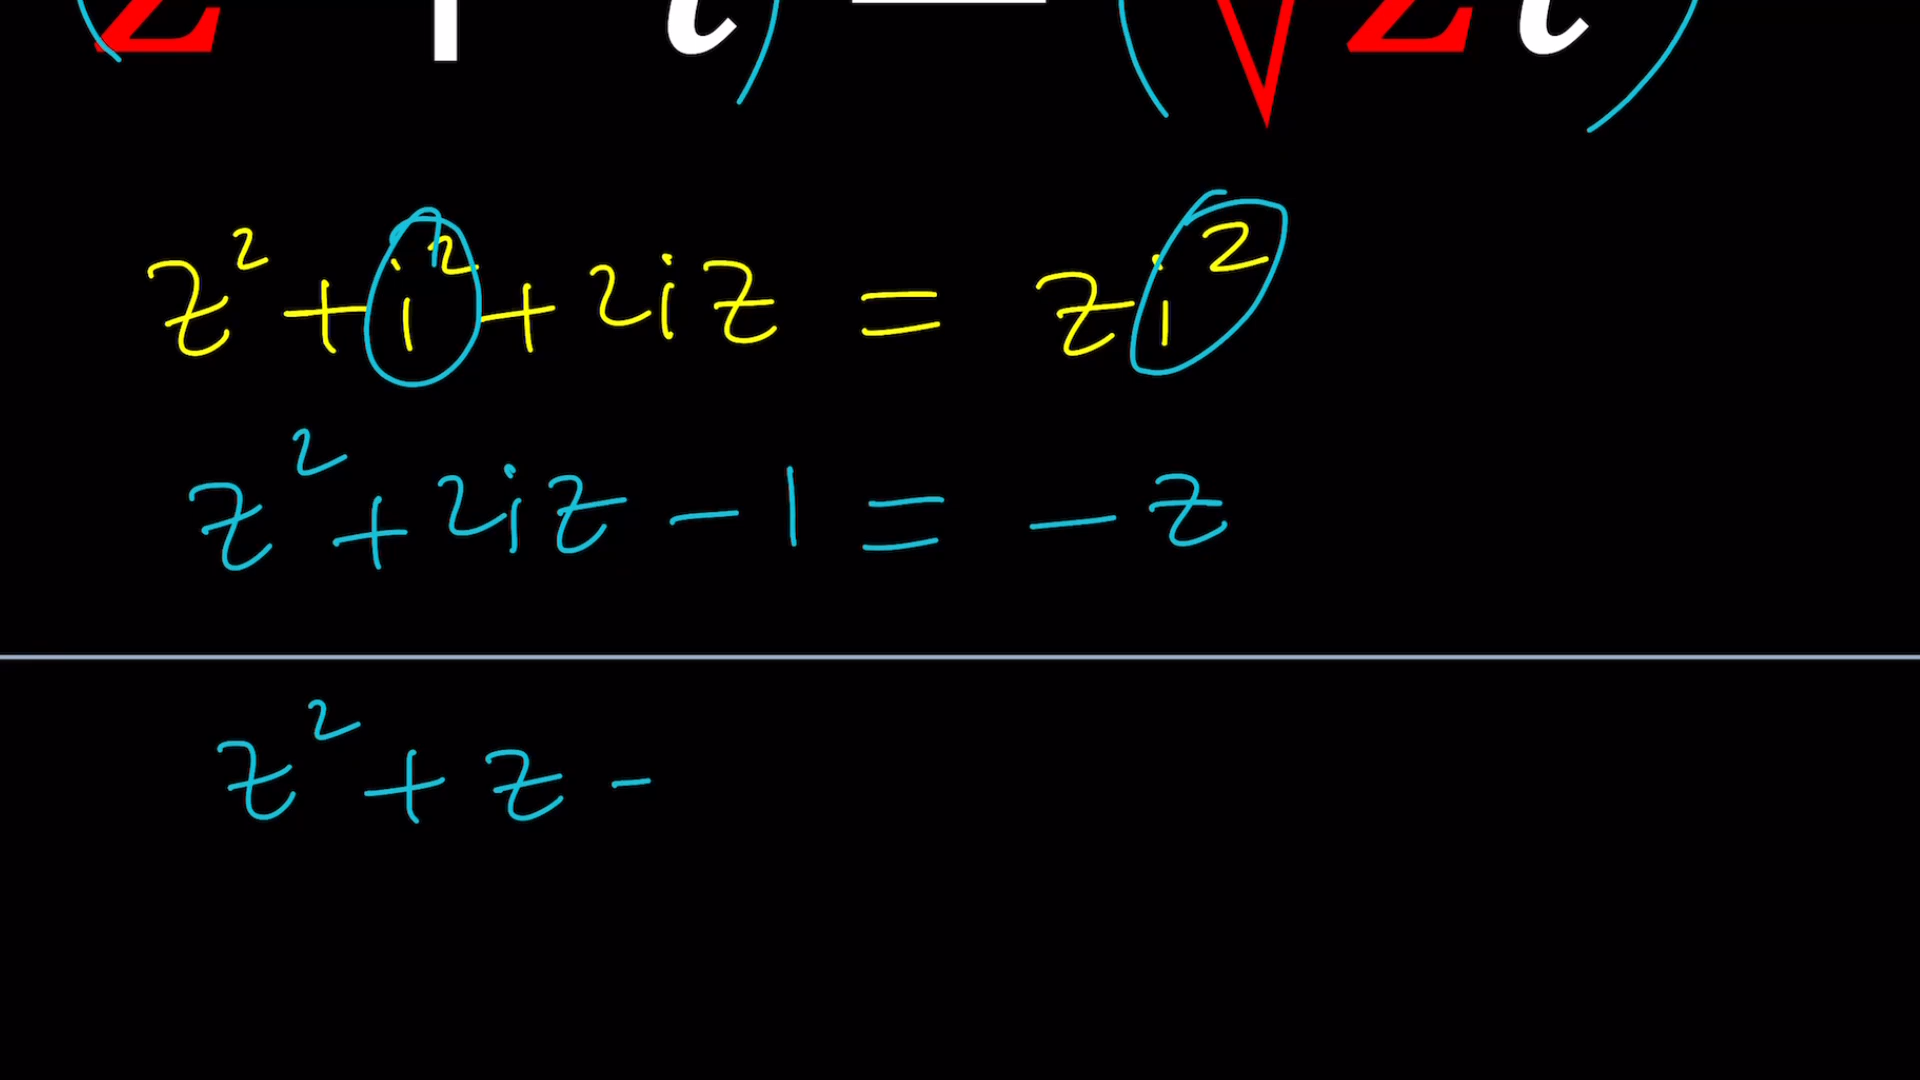 z + i = √z i
z² + i² + 2iz = zi²
z² + 2iz - 1 = -z
z² + z -